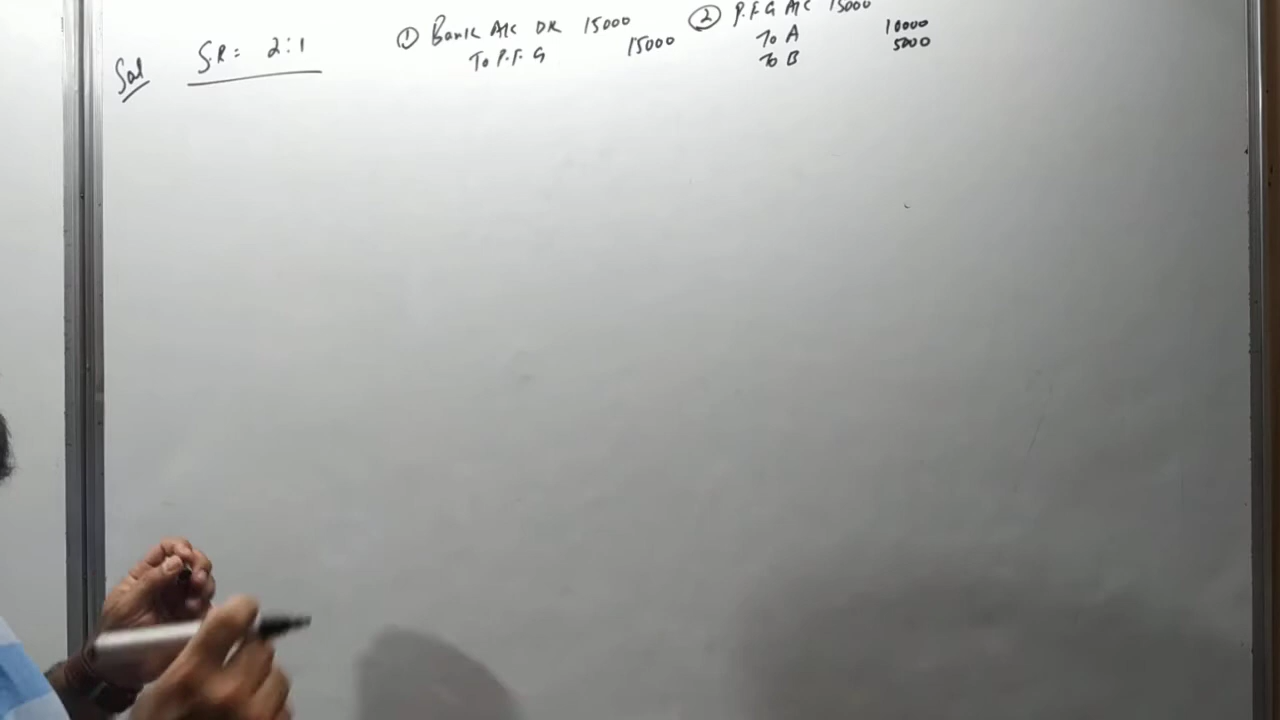 Sol S.R = 2:1
① Bank A/c DR 15000
To P.F.G 15000
② P.F.G A/c 15000
To A 10000
To B 5000